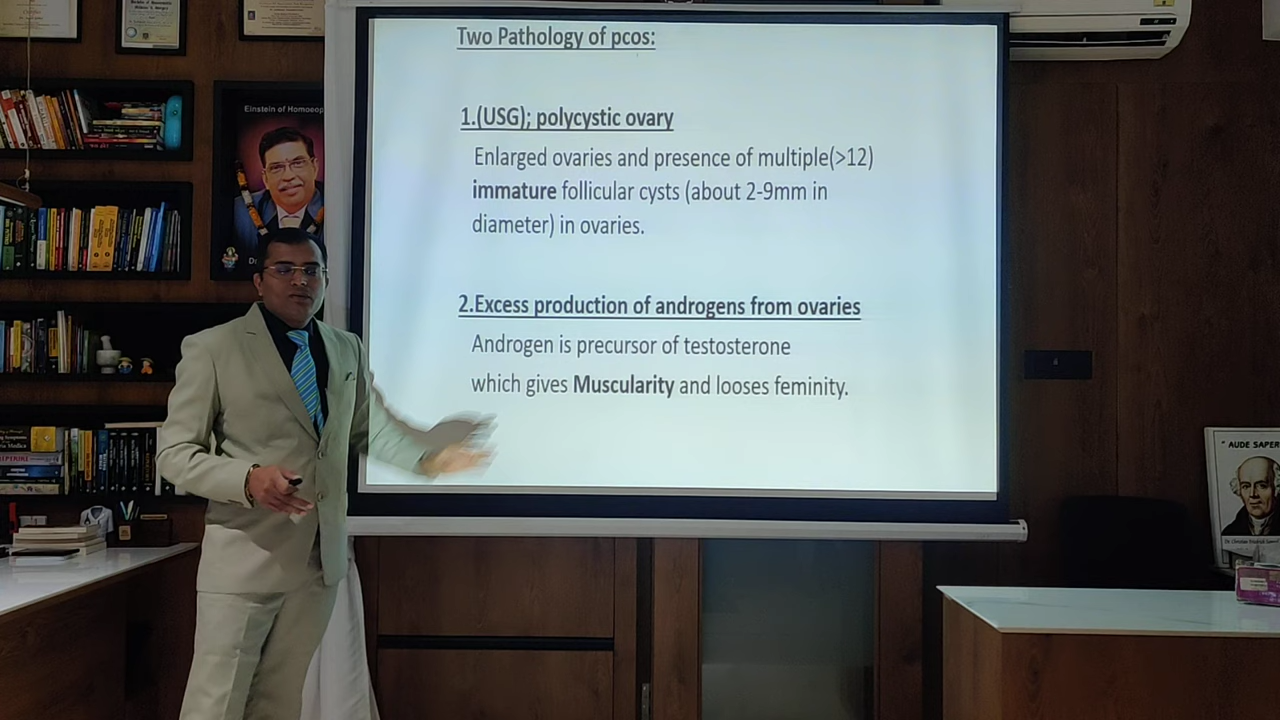 Two Pathology of pcos:
1.(USG); polycystic ovary
Enlarged ovaries and presence of multiple(>12)
immature follicular cysts (about 2-9mm in
diameter) in ovaries.
2.Excess production of androgens from ovaries
Androgen is precursor of testosterone
which gives Muscularity and looses feminity.
Einstein of Homoeop
" AUDE SAPER